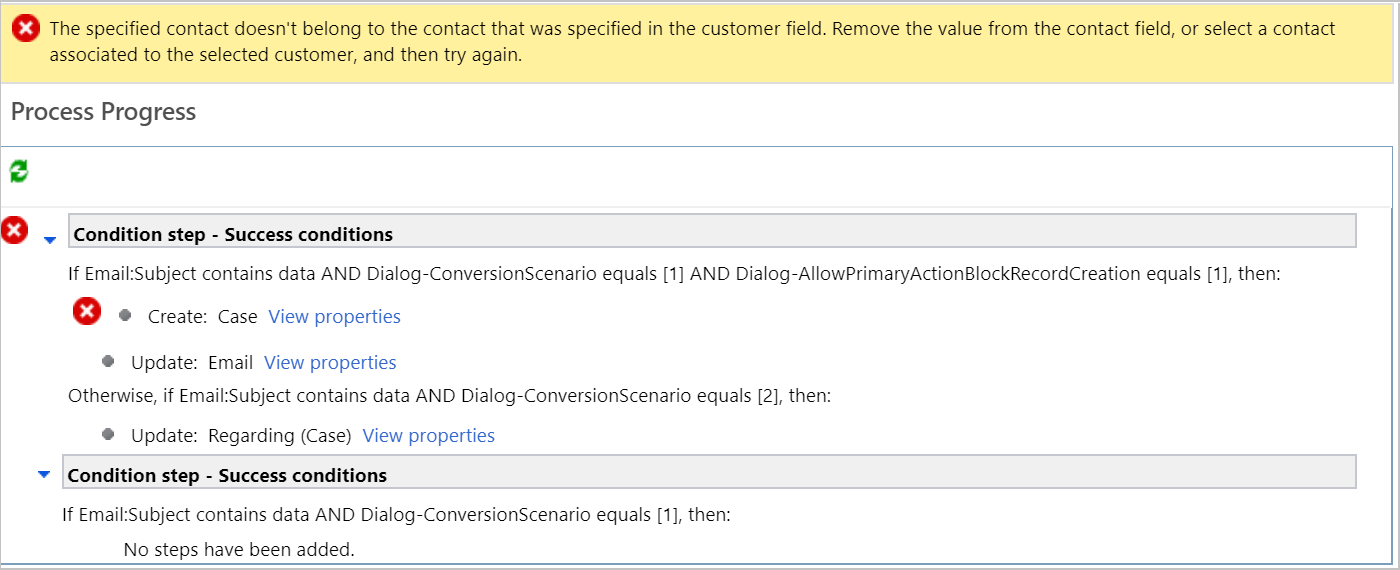 The specified contact doesn't belong to the contact that was specified in the customer field. Remove the value from the contact field, or select a contact
associated to the selected customer, and then try again.
Process Progress
Condition step - Success conditions
If Email:Subject contains data AND Dialog-ConversionScenario equals [1] AND Dialog-AllowPrimaryActionBlockRecordCreation equals [1], then:
Create: Case View properties
Update: Email View properties
Otherwise, if Email:Subject contains data AND Dialog-ConversionScenario equals [2], then:
Update: Regarding (Case) View properties
Condition step - Success conditions
If Email:Subject contains data AND Dialog-ConversionScenario equals [1], then:
No steps have been added.